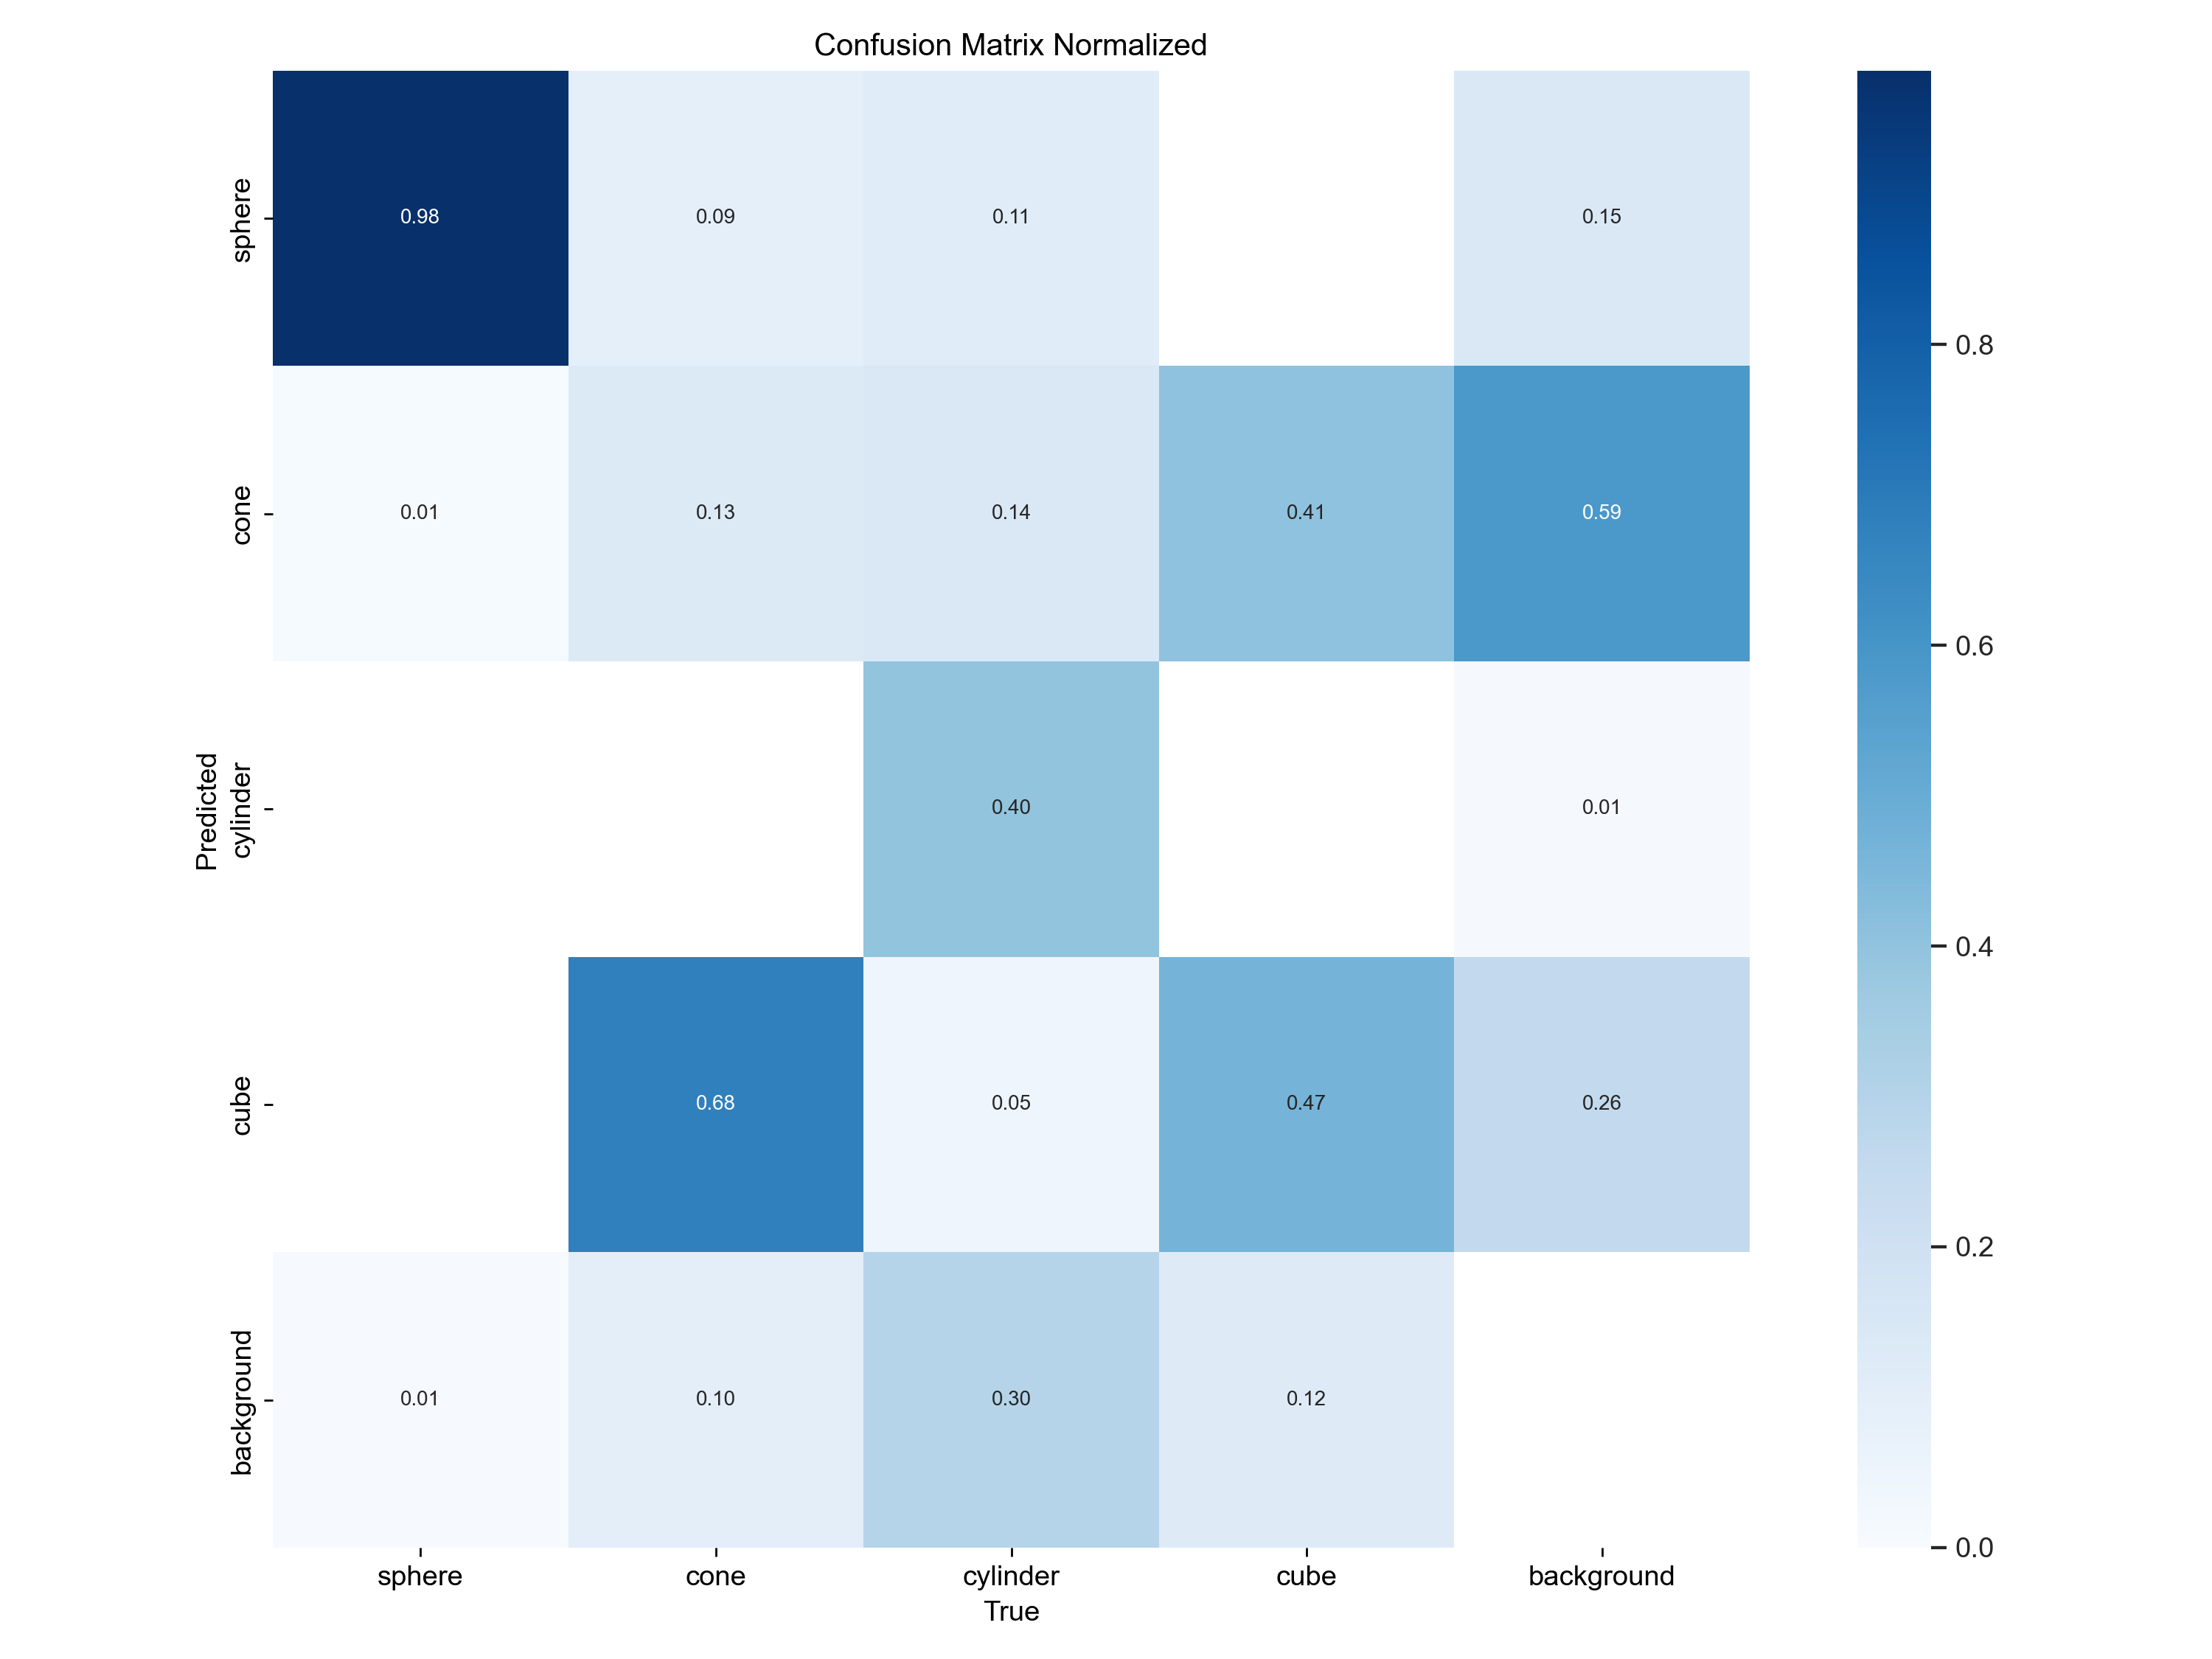 Confusion Matrix Normalized
sphere
0.98
0.09
0.11
0.15
cone
0.01
0.13
0.14
0.41
0.59
Predicted
cylinder
0.40
0.01
cube
0.68
0.05
0.47
0.26
background
0.01
0.10
0.30
0.12
sphere
cone
cylinder
cube
background
True
0.8
0.6
0.4
0.2
0.0